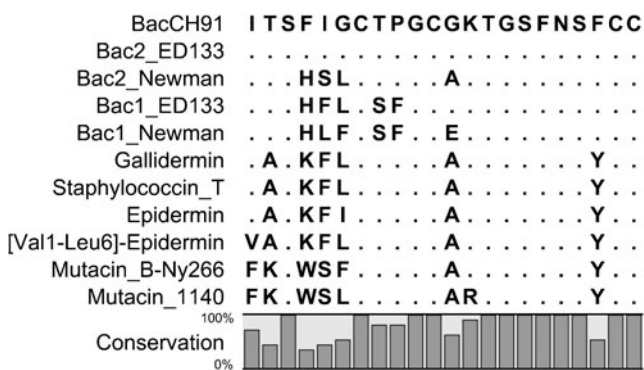 BacCH91 I T S F I G C T P G C G K T G S F N S F C C
Bac2_ED133 . . . . . . . . . . . . . . . . . . . . . .
Bac2_Newman . . . H S L . . . . . A . . . . . . . . . .
Bac1_ED133 . . . H F L . S F . . . . . . . . . . . . .
Bac1_Newman . . . H L F . S F . . E . . . . . . . . . .
Gallidermin . A . K F L . . . . . A . . . . . . . Y . .
Staphylococcin_T . A . K F L . . . . . A . . . . . . . Y . .
Epidermin . A . K F I . . . . . A . . . . . . . Y . .
[Val1-Leu6]-Epidermin V A . K F L . . . . . A . . . . . . . Y . .
Mutacin_B-Ny266 F K . W S F . . . . . A . . . . . . . Y . .
Mutacin_1140 F K . W S L . . . . . A R . . . . . . Y . .
100%
Conservation
0%